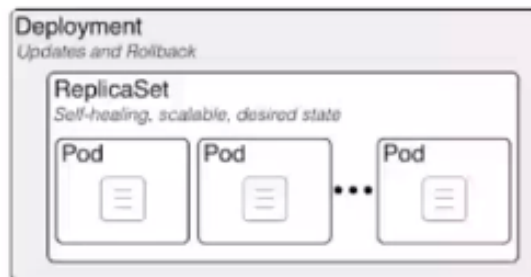 Deployment
Updates and Rollback
ReplicaSet
Self-healing, scalable, desired state
Pod
Pod
Pod